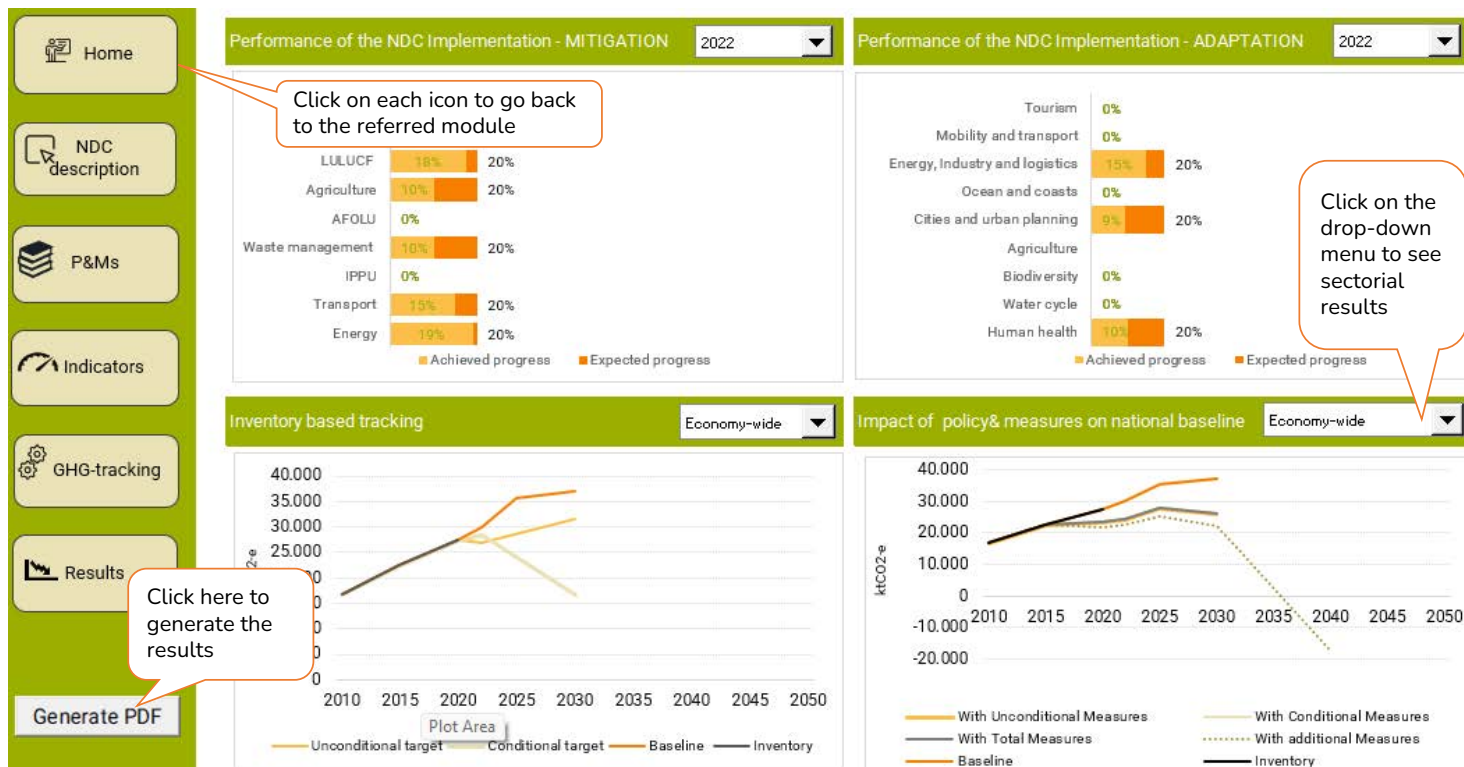 Home
NDC
description
P&Ms
Indicators
GHG-tracking
Results
Generate PDF
Click here to
generate the
results
Performance of the NDC Implementation - MITIGATION
2022
Click on each icon to go back
to the referred module
LULUCF 18% 20%
Agriculture 10% 20%
AFOLU 0%
Waste management 10% 20%
IPPU 0%
Transport 15% 20%
Energy 19% 20%
Achieved progress Expected progress
Performance of the NDC Implementation - ADAPTATION
2022
Tourism 0%
Mobility and transport 0%
Energy, Industry and logistics 15% 20%
Ocean and coasts 0%
Cities and urban planning 9% 20%
Agriculture
Biodiversity 0%
Water cycle 0%
Human health 10% 20%
Achieved progress Expected progress
Click on the
drop-down
menu to see
sectorial
results
Inventory based tracking
Economy-wide
40.000
35.000
30.000
25.000
0
2010 2015 2020 2025 2030 2035 2040 2045 2050
Plot Area
Unconditional target Conditional target Baseline Inventory
Impact of policy& measures on national baseline
Economy-wide
ktCO2-e
40.000
30.000
20.000
10.000
0
2010 2015 2020 2025 2030 2035 2040 2045 2050
-10.000
-20.000
With Unconditional Measures With Conditional Measures
With Total Measures With additional Measures
Baseline Inventory